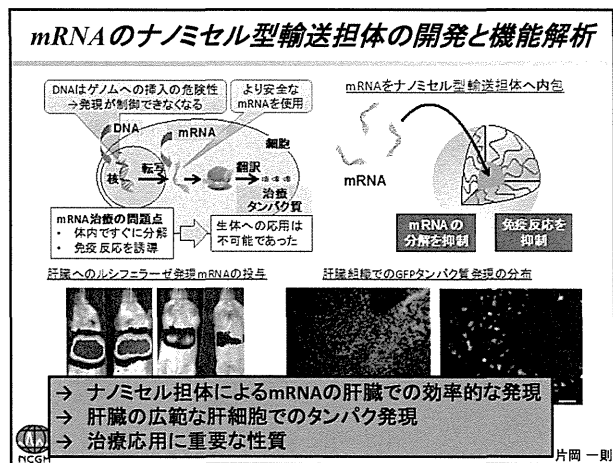 mRNAのナノミセル型輸送担体の開発と機能解析
DNAはゲノムへの挿入の危険性
→発現が制御できなくなる
より安全な
mRNAを使用
mRNAをナノミセル型輸送担体へ内包
DNA
mRNA
細胞
転写
翻訳
核
治療
タンパク質
mRNA
mRNA治療の問題点
・ 体内ですぐに分解
・ 免疫反応を誘導
生体への応用は
不可能であった
mRNAの
分解を抑制
免疫反応を
抑制
肝臓へのルシフェラーゼ発現mRNAの投与
肝臓組織でのGFPタンパク質発現の分布
→ ナノミセル担体によるmRNAの肝臓での効率的な発現
→ 肝臓の広範な肝細胞でのタンパク発現
→ 治療応用に重要な性質
NCGM
片岡 一則